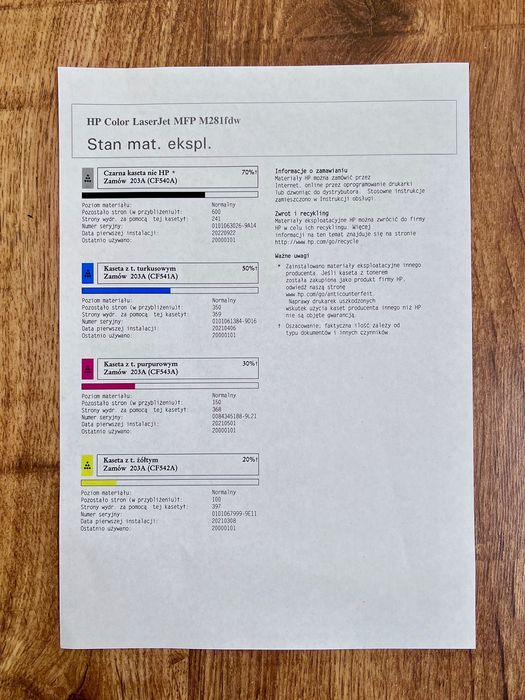 HP Color LaserJet MFP M281fdw
Stan mat. ekspl.
Czarna kaseta nie HP * 70%†
Zamów 203A (CF540A)
Poziom materiału: Normalny
Pozostało stron (w przybliżeniu)†: 600
Strony wydr. za pomocą tej kasety†: 241
Numer seryjny: 0101063026-9A14
Data pierwszej instalacji: 20220922
Ostatnio używano: 20000101
Kaseta z t. turkusowym 50%†
Zamów 203A (CF541A)
Poziom materiału: Normalny
Pozostało stron (w przybliżeniu)†: 350
Strony wydr. za pomocą tej kasety†: 359
Numer seryjny: 0101061384-9D16
Data pierwszej instalacji: 20210406
Ostatnio używano: 20000101
Kaseta z t. purpurowym 30%†
Zamów 203A (CF543A)
Poziom materiału: Normalny
Pozostało stron (w przybliżeniu)†: 150
Strony wydr. za pomocą tej kasety†: 368
Numer seryjny: 0084345188-9L21
Data pierwszej instalacji: 20210501
Ostatnio używano: 20000101
Kaseta z t. żółtym 20%†
Zamów 203A (CF542A)
Poziom materiału: Normalny
Pozostało stron (w przybliżeniu)†: 100
Strony wydr. za pomocą tej kasety†: 397
Numer seryjny: 0101067999-9E11
Data pierwszej instalacji: 20210308
Ostatnio używano: 20000101
Informacje o zamawianiu
Materiały HP można zamówić przez
Internet, online przez oprogramowanie drukarki
lub dzwoniąc do dystrybutora. Stosowne instrukcje
zamieszczono w Instrukcji obsługi.
Zwrot i recykling
Materiały eksploatacyjne HP można zwrócić do firmy
HP w celu ich recyklingu. Więcej
informacji na ten temat znajduje się na stronie
http://www.hp.com/go/recycle
Ważne uwagi
* Zainstalowano materiały eksploatacyjne innego
producenta. Jeśli kaseta z tonerem
została zakupiona jako produkt firmy HP,
odwiedź naszą stronę
www.hp.com/go/anticounterfeit.
Naprawy drukarek uszkodzonych
wskutek użycia kaset producenta innego niż HP
nie są objęte gwarancją.
† Oszacowanie; faktyczna ilość zależy od
typu dokumentów i innych czynników.